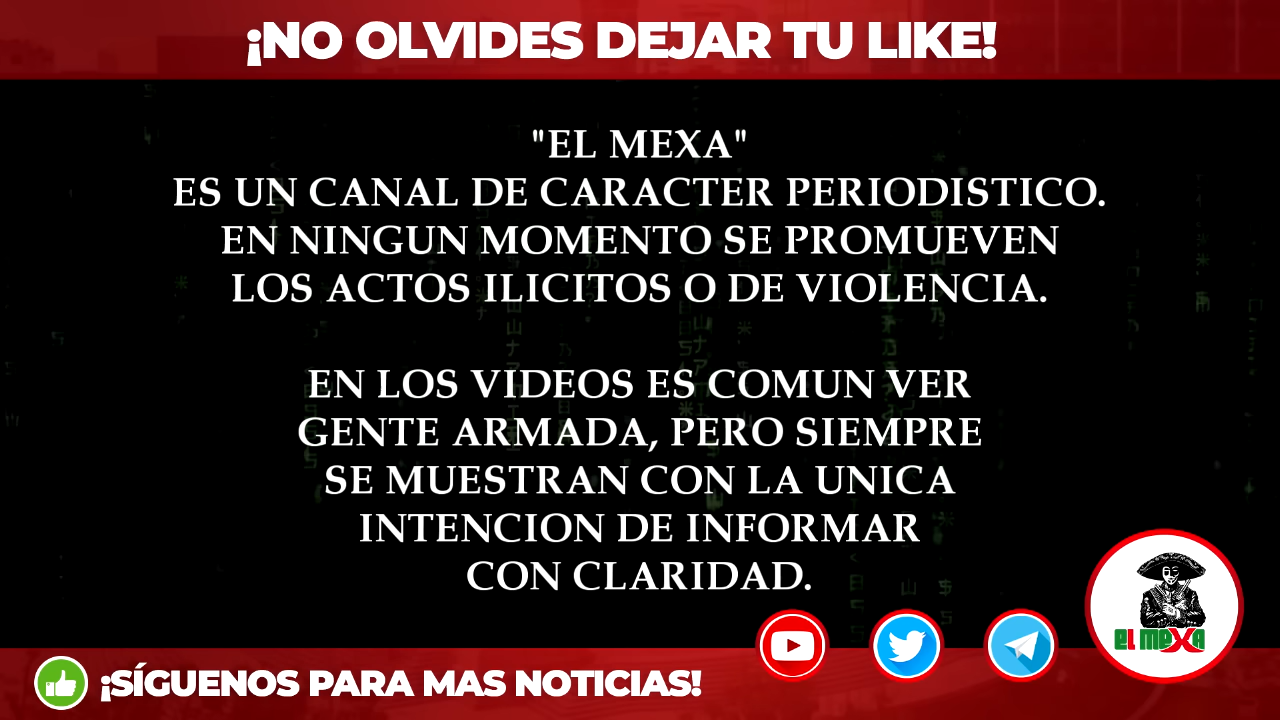 ¡NO OLVIDES DEJAR TU LIKE!
"EL MEXA"
ES UN CANAL DE CARACTER PERIODISTICO.
EN NINGUN MOMENTO SE PROMUEVEN
LOS ACTOS ILICITOS O DE VIOLENCIA.
EN LOS VIDEOS ES COMUN VER
GENTE ARMADA, PERO SIEMPRE
SE MUESTRAN CON LA UNICA
INTENCION DE INFORMAR
CON CLARIDAD.
EL MEXA
¡SÍGUENOS PARA MAS NOTICIAS!